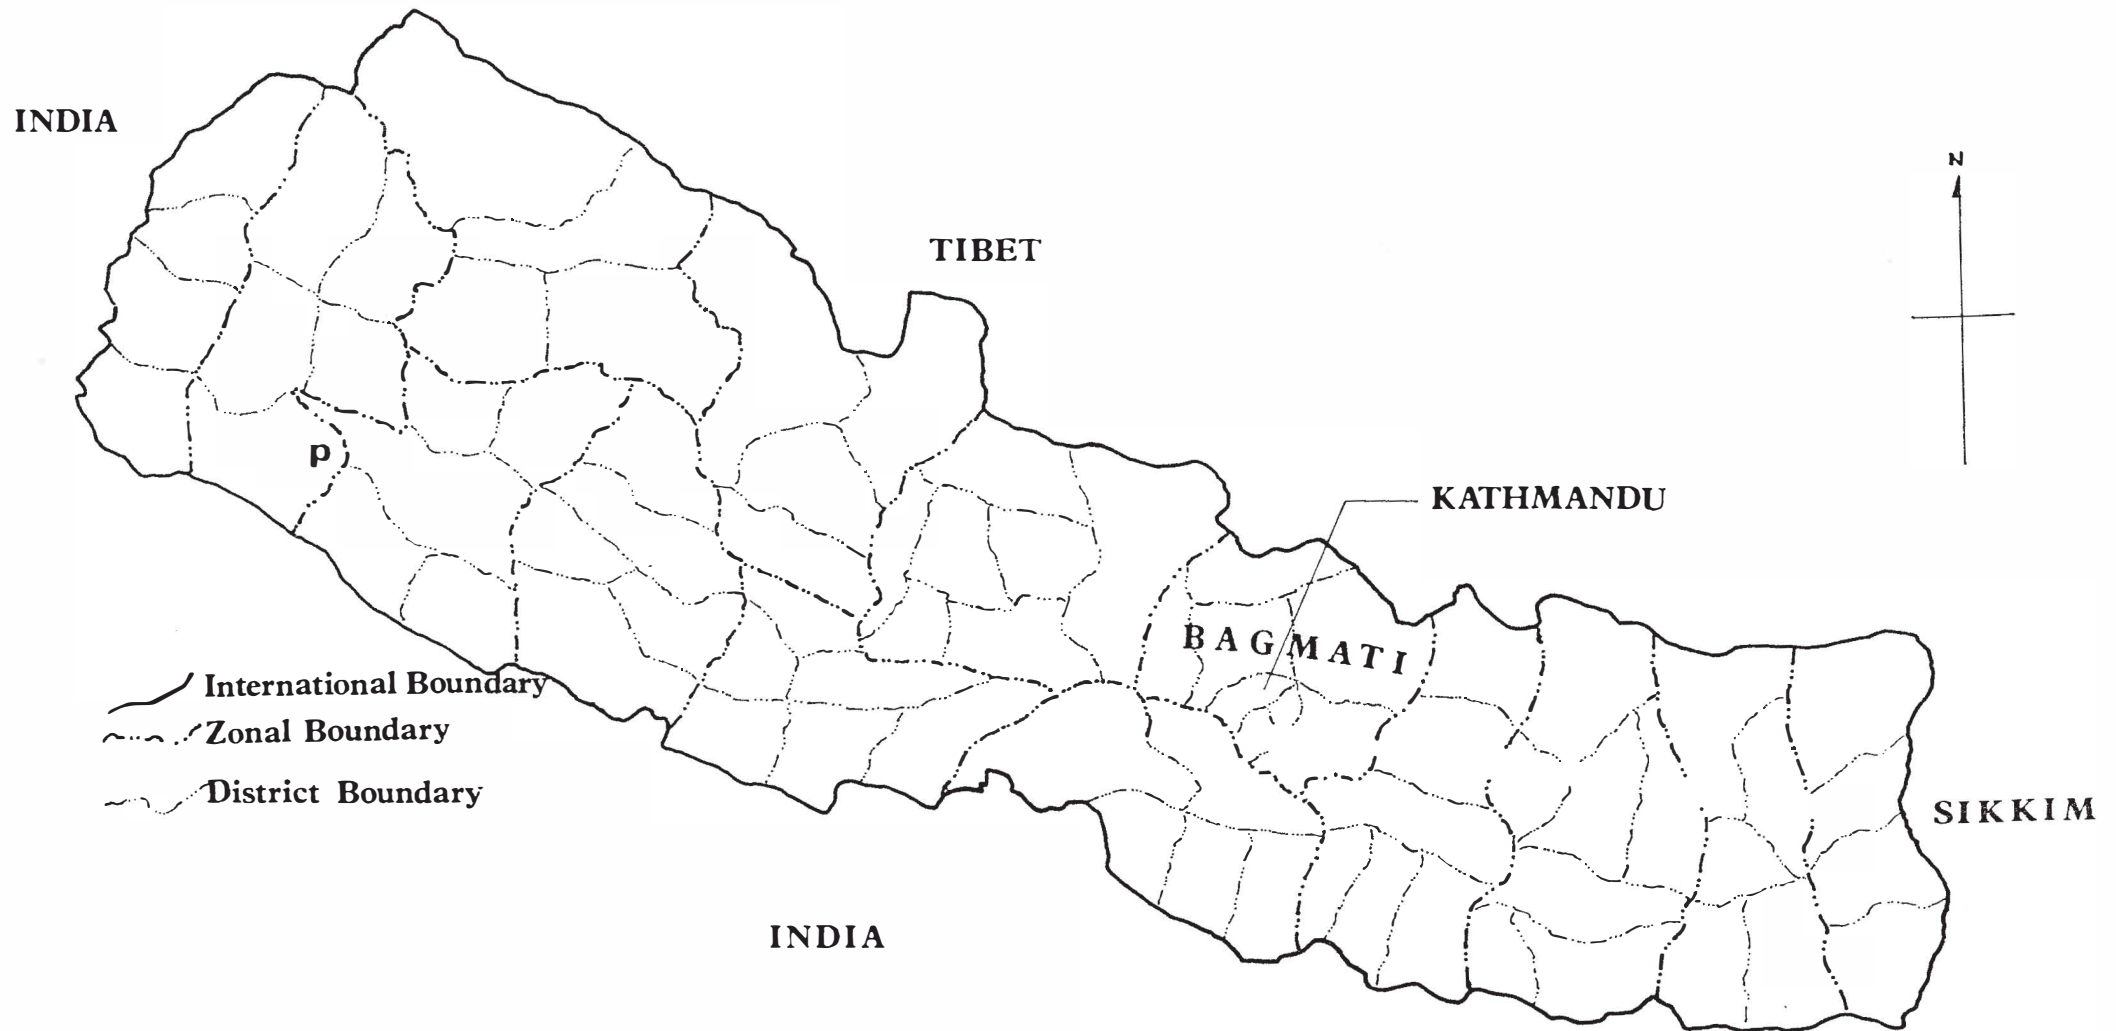 INDIA
N
TIBET
KATHMANDU
p
BAGMATI
International Boundary
Zonal Boundary
District Boundary
SIKKIM
INDIA